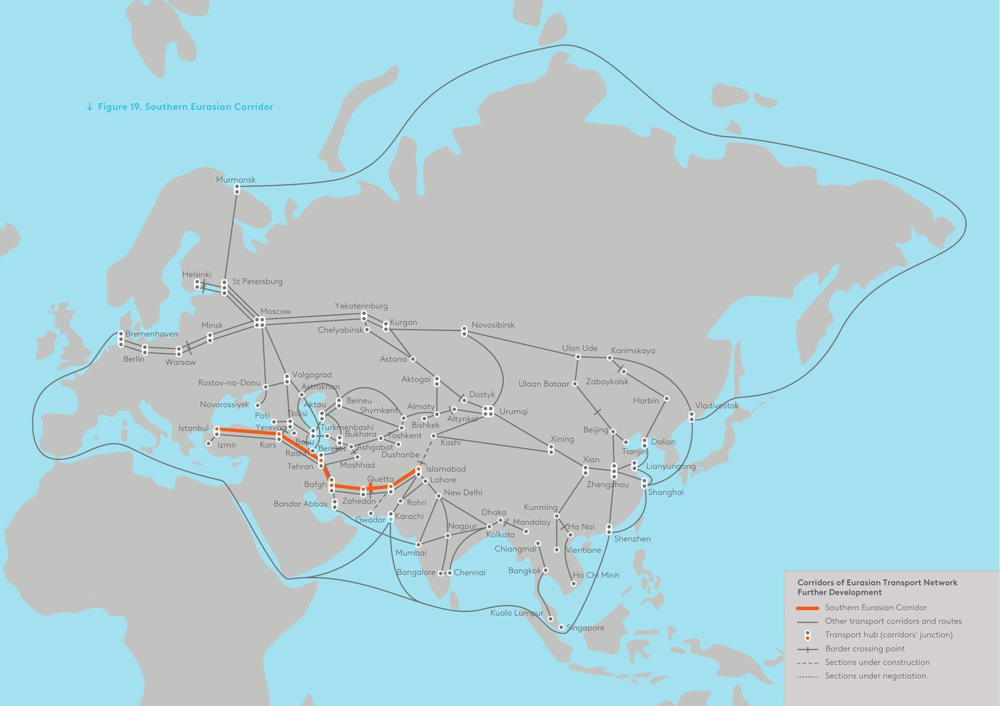 ↓ Figure 19. Southern Eurasian Corridor
Murmansk
Helsinki
St Petersburg
Moscow
Yekaterinburg
Kurgan
Chelyabinsk
Novosibirsk
Minsk
Bremenhaven
Berlin
Warsaw
Astana
Ulan Ude
Karimskaya
Zabaykalsk
Ulaan Bataar
Harbin
Vladivostok
Rostov-na-Donu
Volgograd
Astrakhan
Aktogai
Dostyk
Novorossiysk
Aktau
Beineu
Shymkent
Almaty
Urumqi
Poti
Tbilisi
Bishkek
Altynkol
Istanbul
Yerevan
Turkmenbashi
Bukhara
Tashkent
Kashi
Beijing
Izmir
Kars
Baku
Rasht
Bereket
Ashgabat
Dushanbe
Xining
Tianjin
Dalian
Tehran
Mashhad
Islamabad
Xian
Lianyungang
Bafgh
Quetta
Lahore
Zhengzhou
Shanghai
Bandar Abbas
Zahedan
Rohri
New Delhi
Gwadar
Karachi
Dhaka
Kunming
Mandalay
Ha Noi
Nagpur
Kolkata
Shenzhen
Mumbai
Chiangmai
Vientiane
Bangalore
Chennai
Bangkok
Ho Chi Minh
Kuala Lumpur
Singapore
Corridors of Eurasian Transport Network
Further Development
Southern Eurasian Corridor
Other transport corridors and routes
Transport hub (corridors’ junction)
Border crossing point
Sections under construction
Sections under negotiation